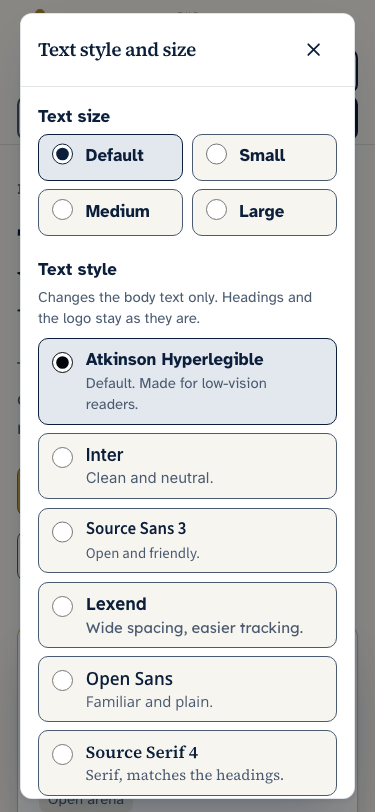 Text style and size
Text size
Default
Small
Medium
Large
Text style
Changes the body text only. Headings and
the logo stay as they are.
Atkinson Hyperlegible
Default. Made for low-vision
readers.
Inter
Clean and neutral.
Source Sans 3
Open and friendly.
Lexend
Wide spacing, easier tracking.
Open Sans
Familiar and plain.
Source Serif 4
Serif, matches the headings.
Open arena